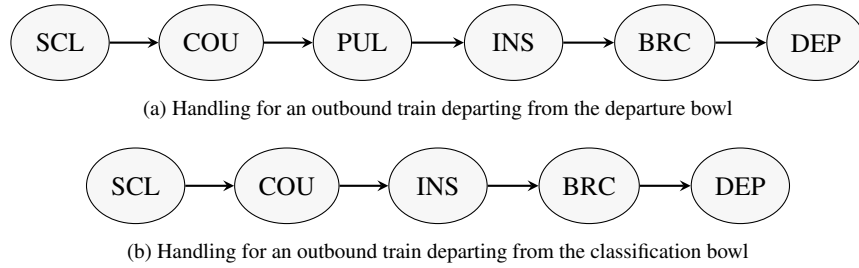 SCL COU PUL INS BRC DEP
(a) Handling for an outbound train departing from the departure bowl
SCL COU INS BRC DEP
(b) Handling for an outbound train departing from the classification bowl